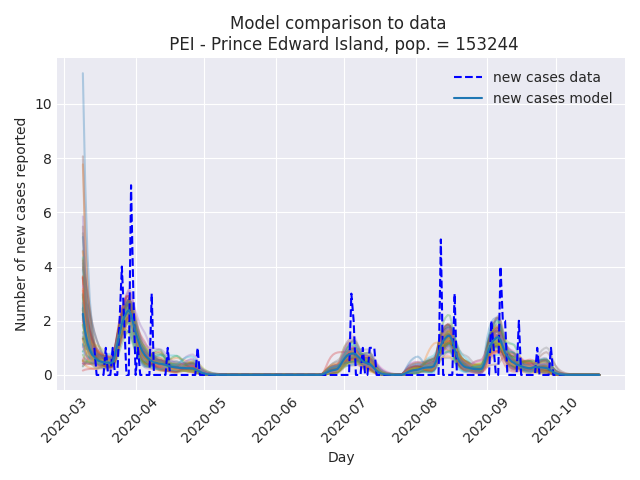 Model comparison to data
PEI - Prince Edward Island, pop. = 153244
new cases data
new cases model
Number of new cases reported
10
8
6
4
2
0
2020-03
2020-04
2020-05
2020-06
2020-07
2020-08
2020-09
2020-10
Day